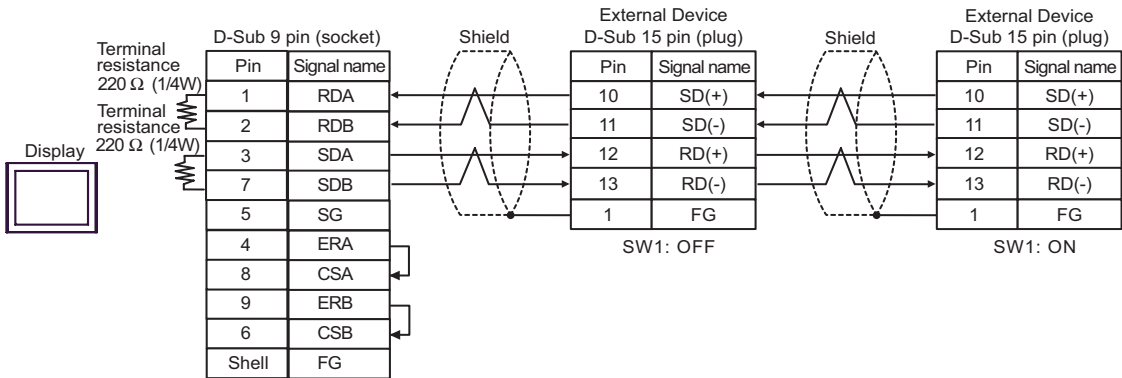 Display
Terminal
resistance
220 Ω (1/4W)
Terminal
resistance
220 Ω (1/4W)
D-Sub 9 pin (socket)
Pin Signal name
1 RDA
2 RDB
3 SDA
7 SDB
5 SG
4 ERA
8 CSA
9 ERB
6 CSB
Shell FG
Shield
External Device
D-Sub 15 pin (plug)
Pin Signal name
10 SD(+)
11 SD(-)
12 RD(+)
13 RD(-)
1 FG
SW1: OFF
Shield
External Device
D-Sub 15 pin (plug)
Pin Signal name
10 SD(+)
11 SD(-)
12 RD(+)
13 RD(-)
1 FG
SW1: ON